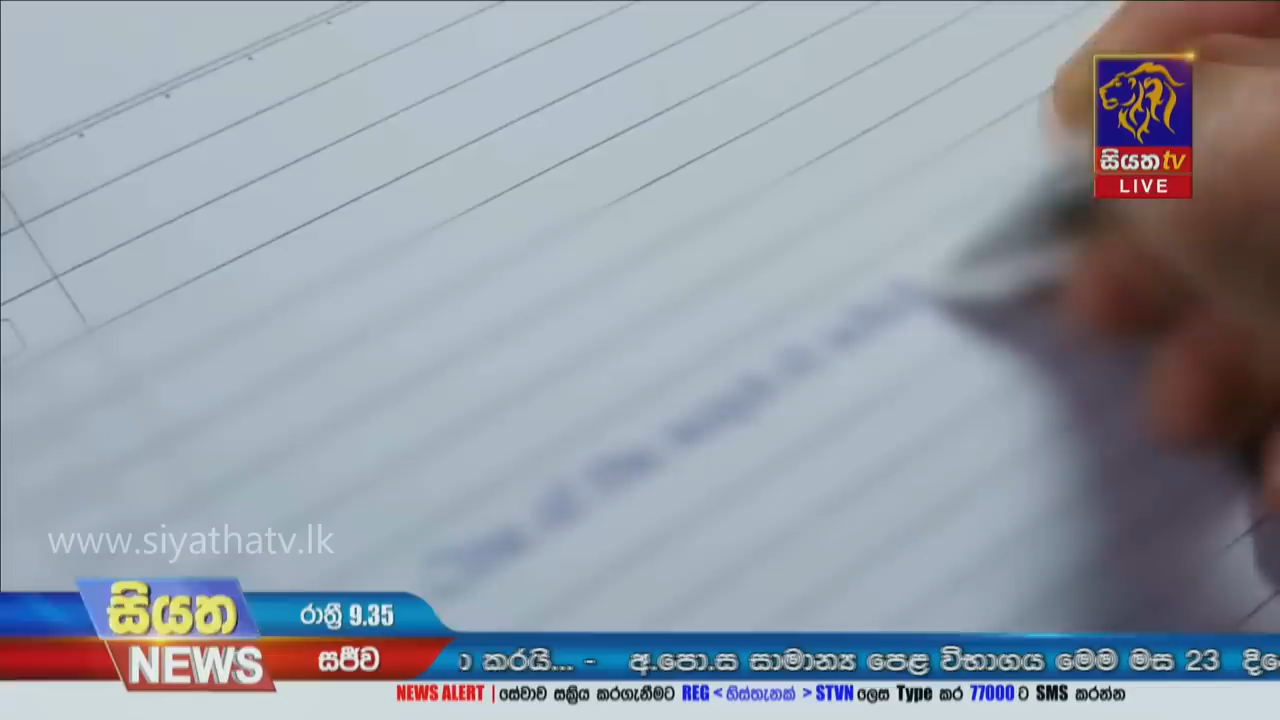 සියත tv
LIVE
www.siyathatv.lk
සියත
NEWS
රාත්‍රී 9.35
සජීව
කරයි... - අ.පො.ස සාමාන්‍ය පෙළ විභාගය මෙම මස 23
NEWS ALERT | සේවාව සක්‍රිය කරගැනීමට REG < හිස්තැනක් > STVN ලෙස Type කර 77000 ට SMS කරන්න